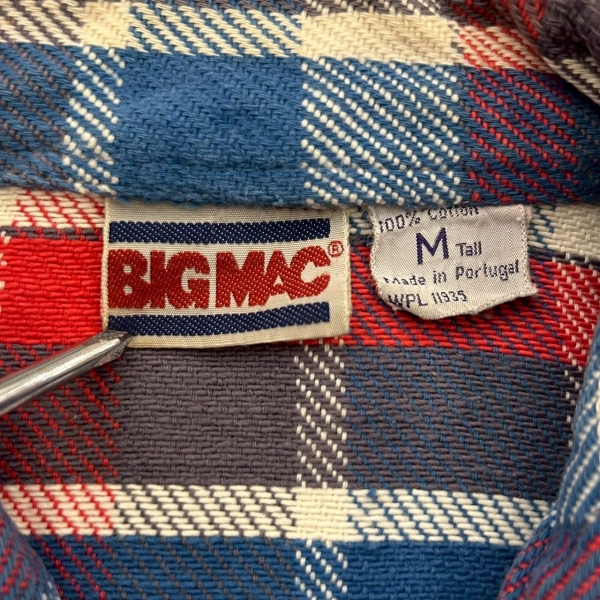 BIG MAC®
100% Cotton
M Tall
Made in Portugal
WPL 11935